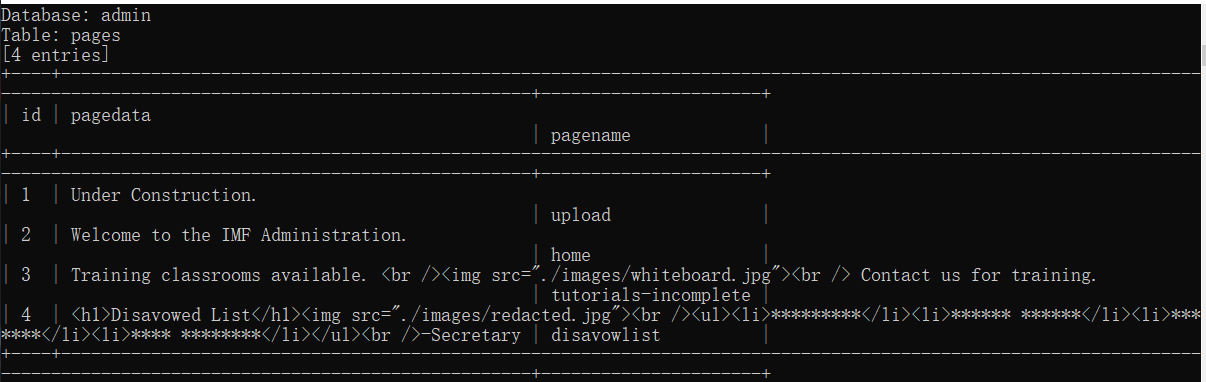 Database: admin
Table: pages
[4 entries]
+----+------------------------------------------------------------------------------------------------------------------
-----------------------------------------------------+----------------------+
| id | pagedata
                                                     | pagename             |
+----+------------------------------------------------------------------------------------------------------------------
-----------------------------------------------------+----------------------+
| 1  | Under Construction.
                                                     | upload               |
| 2  | Welcome to the IMF Administration.
                                                     | home                 |
| 3  | Training classrooms available. <br /><img src="./images/whiteboard.jpg"><br /> Contact us for training.
                                                     | tutorials-incomplete |
| 4  | <h1>Disavowed List</h1><img src="./images/redacted.jpg"><br /><ul><li>*********</li><li>****** ******</li><li>***
****</li><li>**** ********</li></ul><br />-Secretary | disavowlist          |
+----+------------------------------------------------------------------------------------------------------------------
-----------------------------------------------------+----------------------+